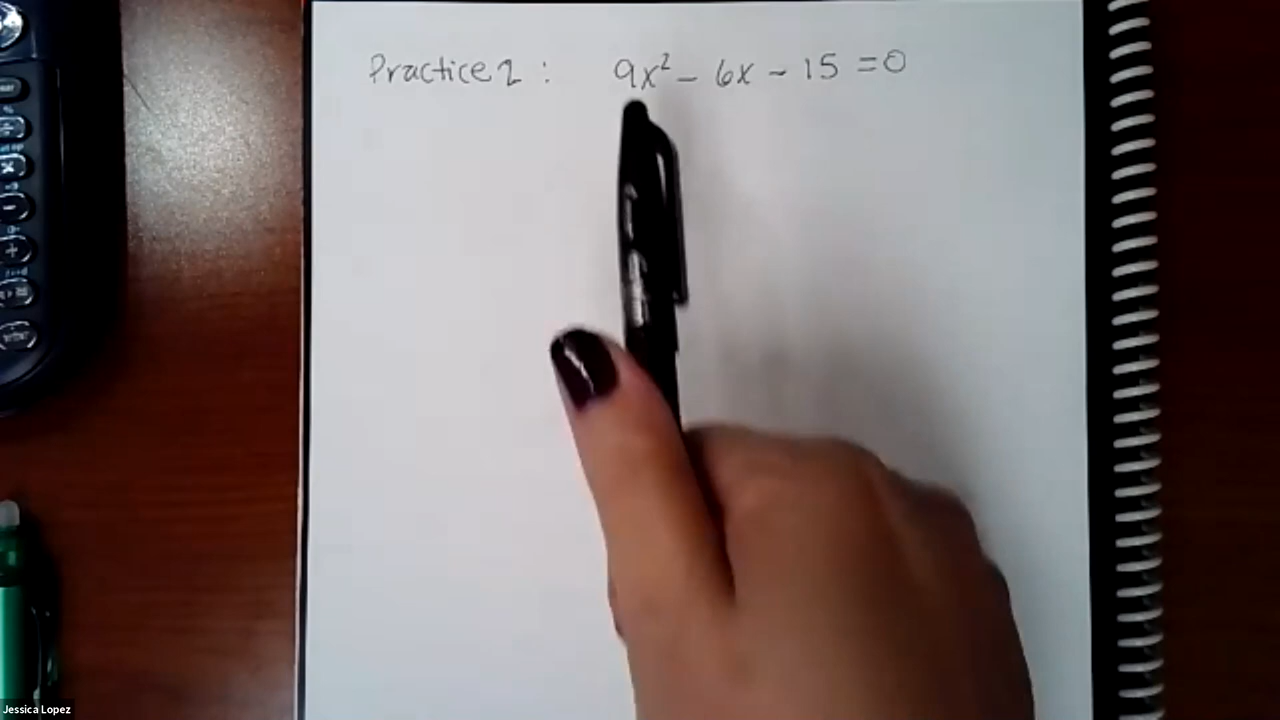 Practice 2 : 9x² - 6x - 15 = 0
Jessica Lopez